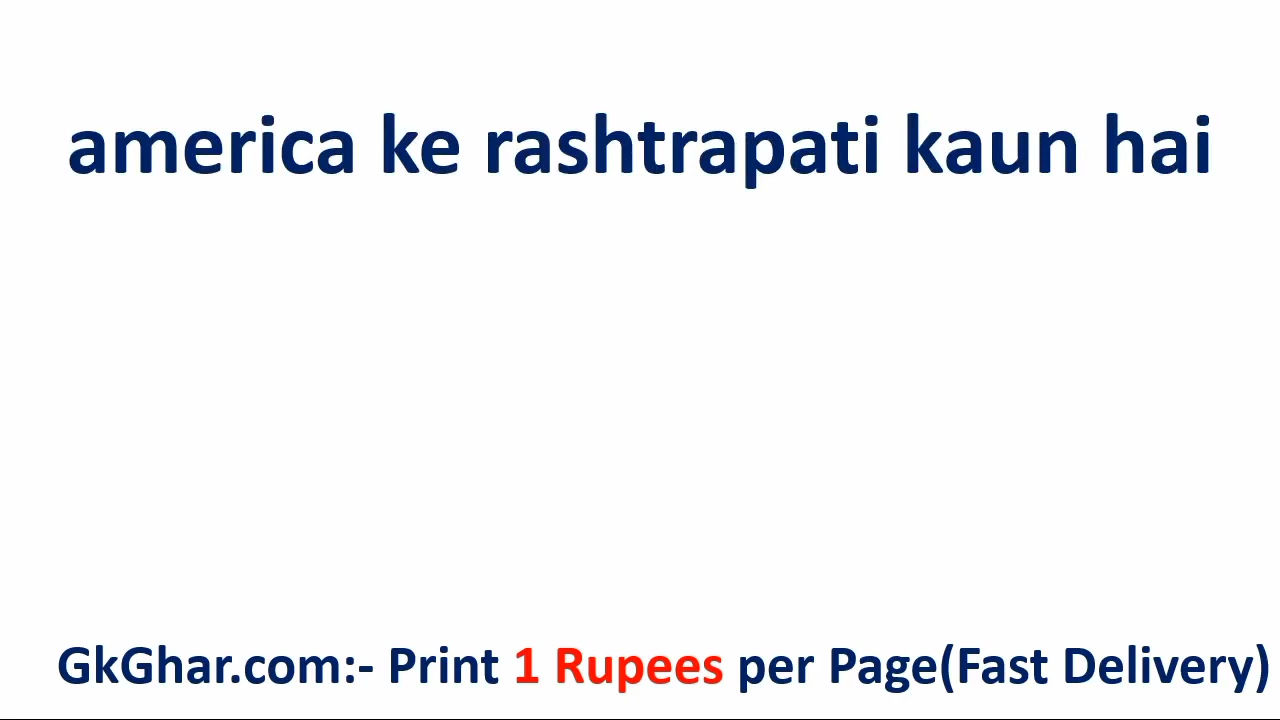 america ke rashtrapati kaun hai
GkGhar.com:- Print 1 Rupees per Page(Fast Delivery)